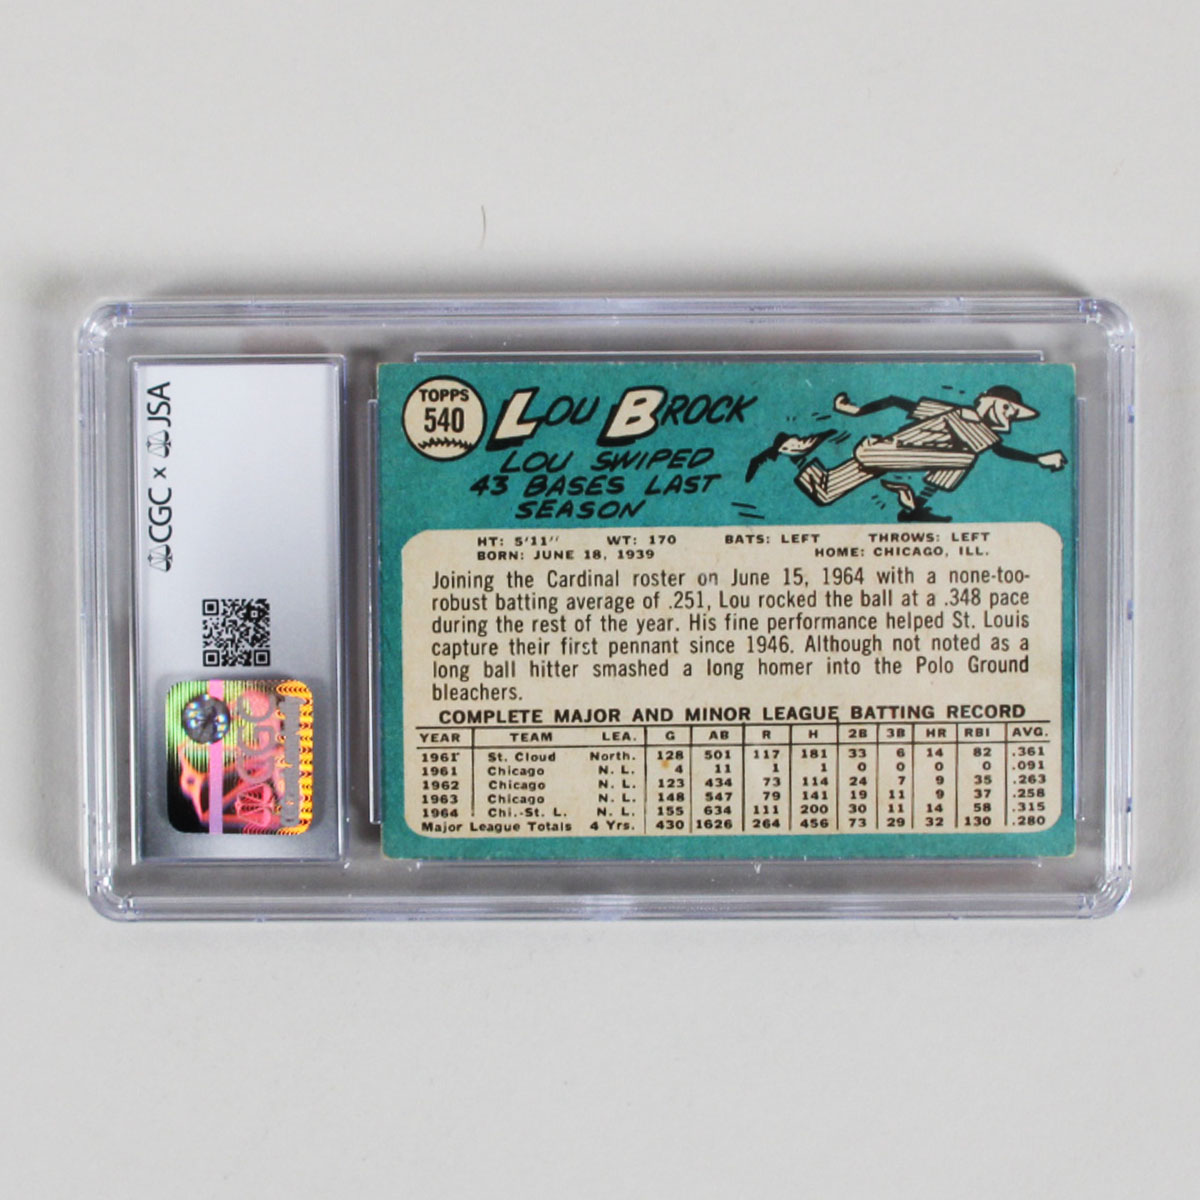 CGC x JSA
TOPPS
540
LOU BROCK
LOU SWIPED
43 BASES LAST
SEASON
HT: 5'11" WT: 170 BATS: LEFT THROWS: LEFT
BORN: JUNE 18, 1939 HOME: CHICAGO, ILL.
Joining the Cardinal roster on June 15, 1964 with a none-too-
robust batting average of .251, Lou rocked the ball at a .348 pace
during the rest of the year. His fine performance helped St. Louis
capture their first pennant since 1946. Although not noted as a
long ball hitter smashed a long homer into the Polo Ground
bleachers.
COMPLETE MAJOR AND MINOR LEAGUE BATTING RECORD
YEAR TEAM LEA. G AB R H 2B 3B HR RBI AVG.
1961 St. Cloud North. 128 501 117 181 33 6 14 82 .361
1961 Chicago N. L. 4 11 1 1 0 0 0 0 .091
1962 Chicago N. L. 123 434 73 114 24 7 9 35 .263
1963 Chicago N. L. 148 547 79 141 19 11 9 37 .258
1964 Chi.-St. L. N. L. 155 634 111 200 30 11 14 58 .315
Major League Totals 4 Yrs. 430 1626 264 456 73 29 32 130 .280
CGC